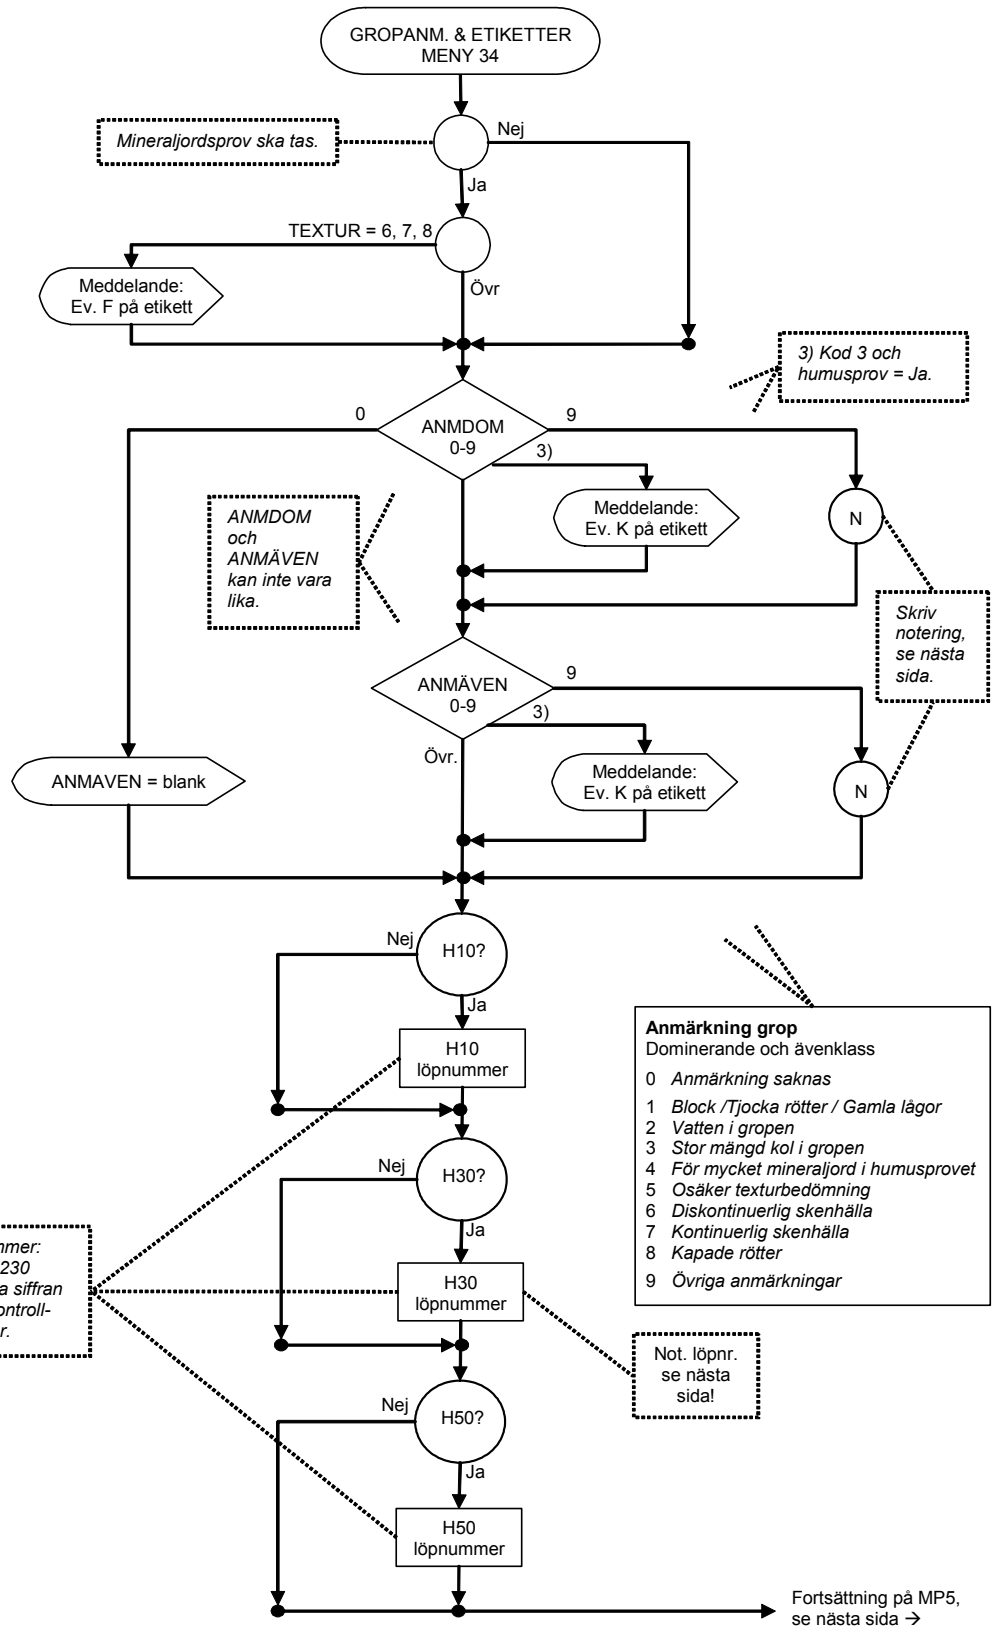 GROPANM. & ETIKETTER
MENY 34
Mineraljordsprov ska tas.
Nej
Ja
TEXTUR = 6, 7, 8
Övr
Meddelande:
Ev. F på etikett
3) Kod 3 och
humusprov = Ja.
0
ANMDOM
0-9
9
3)
ANMDOM
och
ANMÄVEN
kan inte vara
lika.
Meddelande:
Ev. K på etikett
N
Skriv
notering,
se nästa
sida.
ANMÄVEN
0-9
9
3)
Övr.
ANMAVEN = blank
Meddelande:
Ev. K på etikett
N
Nej
H10?
Ja
H10
löpnummer
Anmärkning grop
Dominerande och ävenklass
0 Anmärkning saknas
1 Block /Tjocka rötter / Gamla lågor
2 Vatten i gropen
3 Stor mängd kol i gropen
4 För mycket mineraljord i humusprovet
5 Osäker texturbedömning
6 Diskontinuerlig skenhälla
7 Kontinuerlig skenhälla
8 Kapade rötter
9 Övriga anmärkningar
Nej
H30?
Ja
H30
löpnummer
mmer:
230
a siffran
ontroll-
r.
Not. löpnr.
se nästa
sida!
Nej
H50?
Ja
H50
löpnummer
Fortsättning på MP5,
se nästa sida →